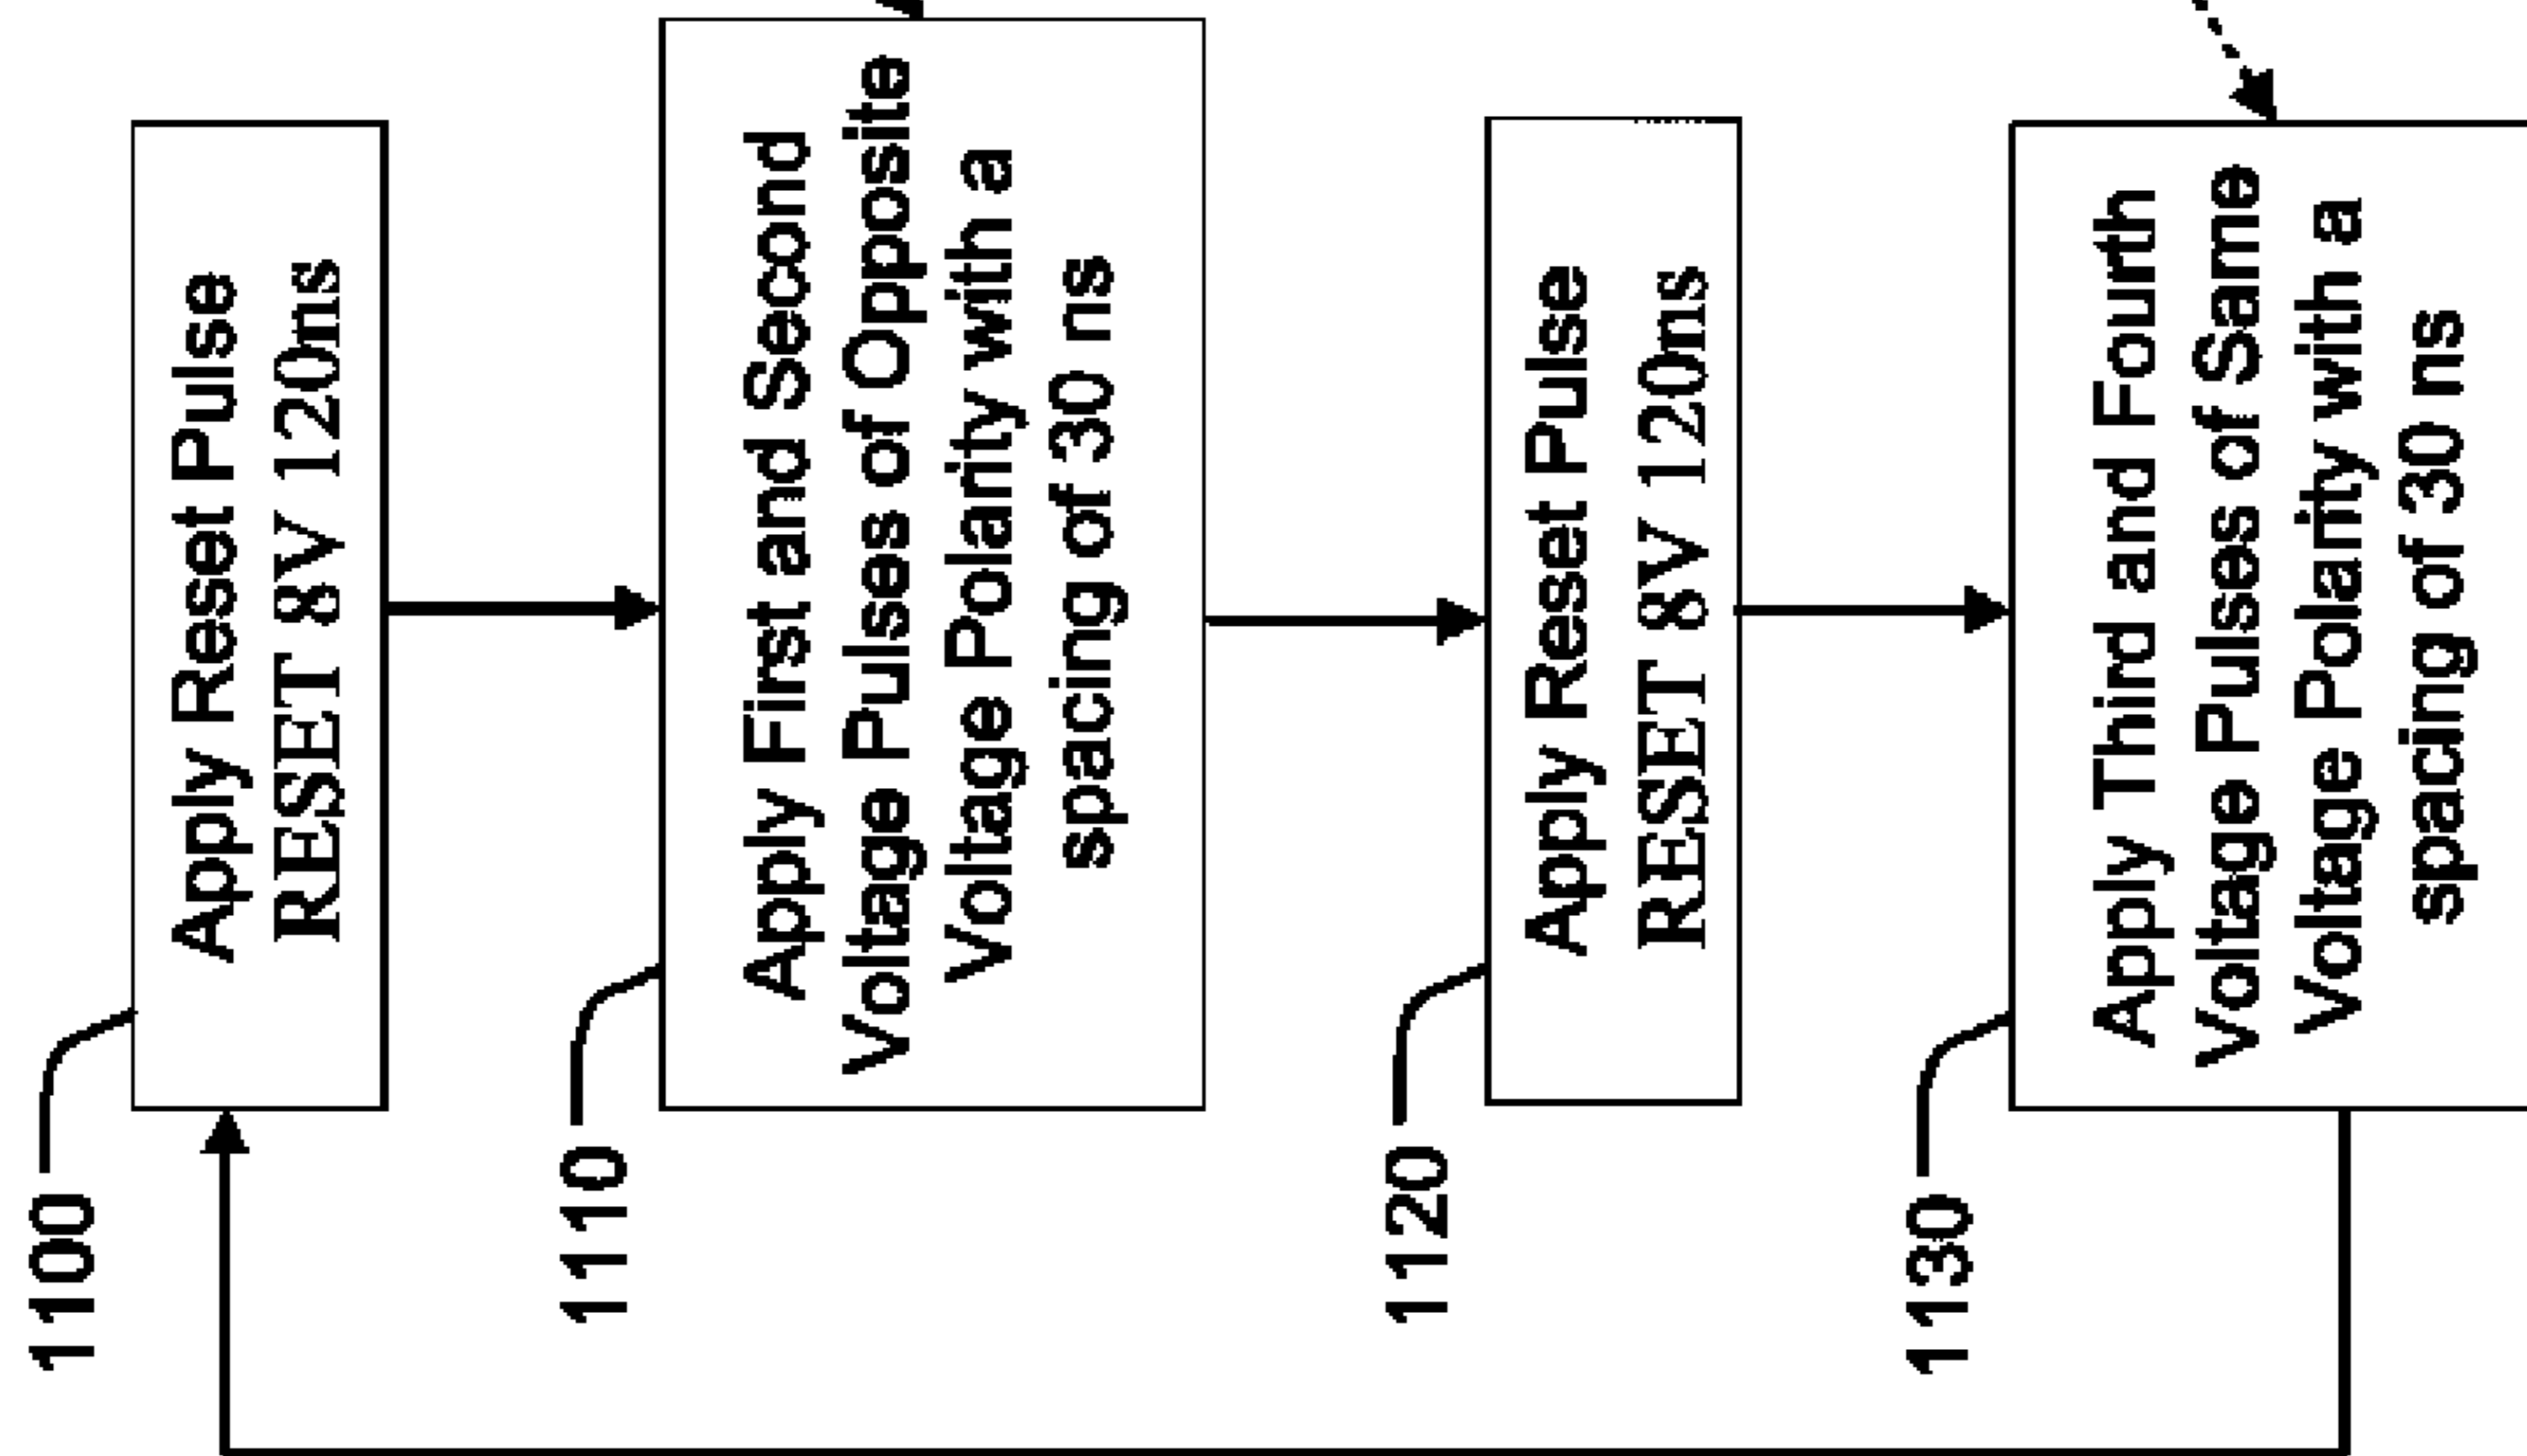 1100
Apply Reset Pulse
RESET 8V 120ns
1110
Apply First and Second
Voltage Pulses of Opposite
Voltage Polarity with a
spacing of 30 ns
1120
Apply Reset Pulse
RESET 8V 120ns
1130
Apply Third and Fourth
Voltage Pulses of Same
Voltage Polarity with a
spacing of 30 ns